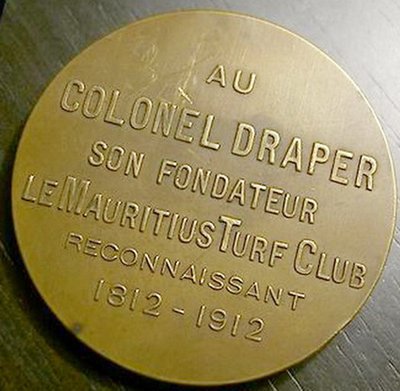 AU
COLONEL DRAPER
SON FONDATEUR
LE MAURITIUS TURF CLUB
RECONNAISSANT
1812-1912